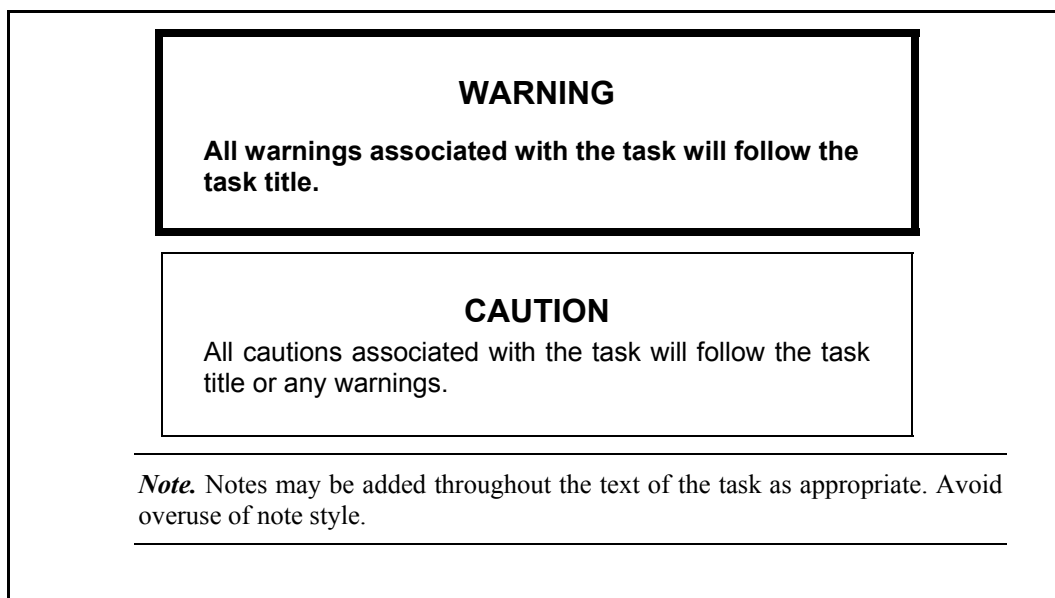 WARNING
All warnings associated with the task will follow the
task title.
CAUTION
All cautions associated with the task will follow the task
title or any warnings.
Note. Notes may be added throughout the text of the task as appropriate. Avoid
overuse of note style.